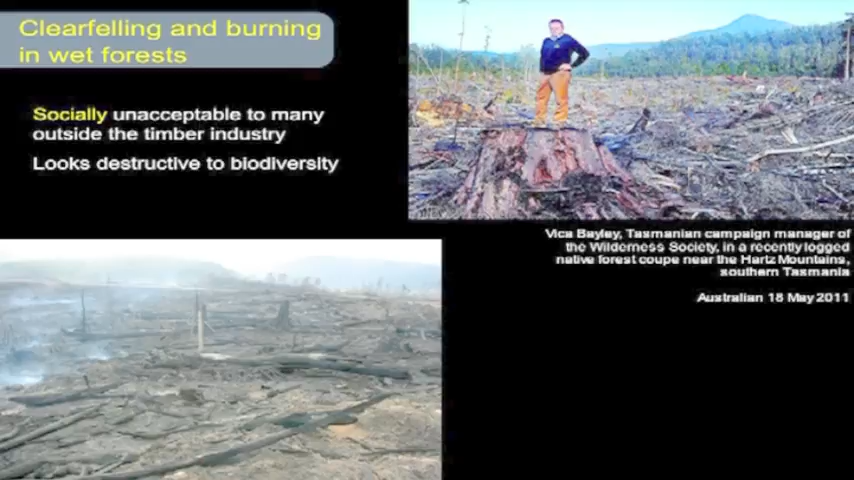 Clearfelling and burning
in wet forests
Socially unacceptable to many
outside the timber industry
Looks destructive to biodiversity
Vica Bayley, Tasmanian campaign manager of
the Wilderness Society, in a recently logged
native forest coupe near the Hartz Mountains,
southern Tasmania
Australian 18 May 2011